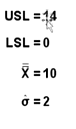 USL = 14
LSL = 0
X̿ = 10
σ̂ = 2